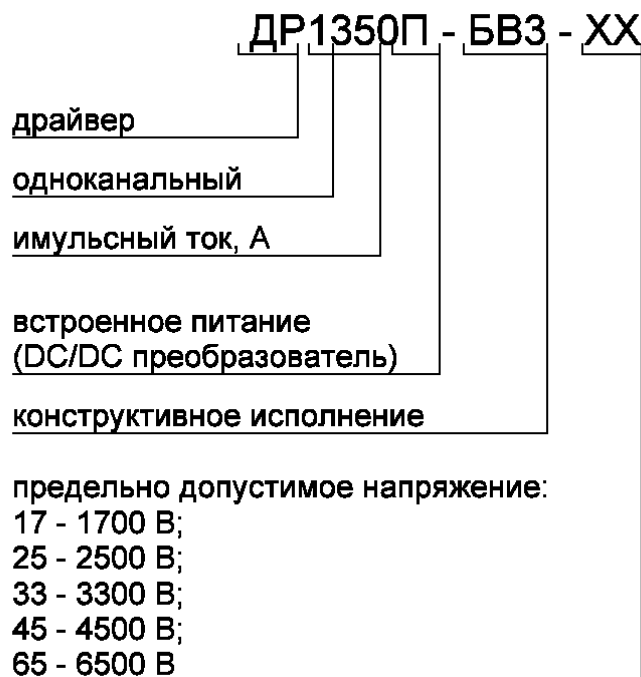 ДР1350П - БВ3 - ХХ
драйвер
одноканальный
имульсный ток, А
встроенное питание
(DC/DC преобразователь)
конструктивное исполнение
предельно допустимое напряжение:
17 - 1700 В;
25 - 2500 В;
33 - 3300 В;
45 - 4500 В;
65 - 6500 В